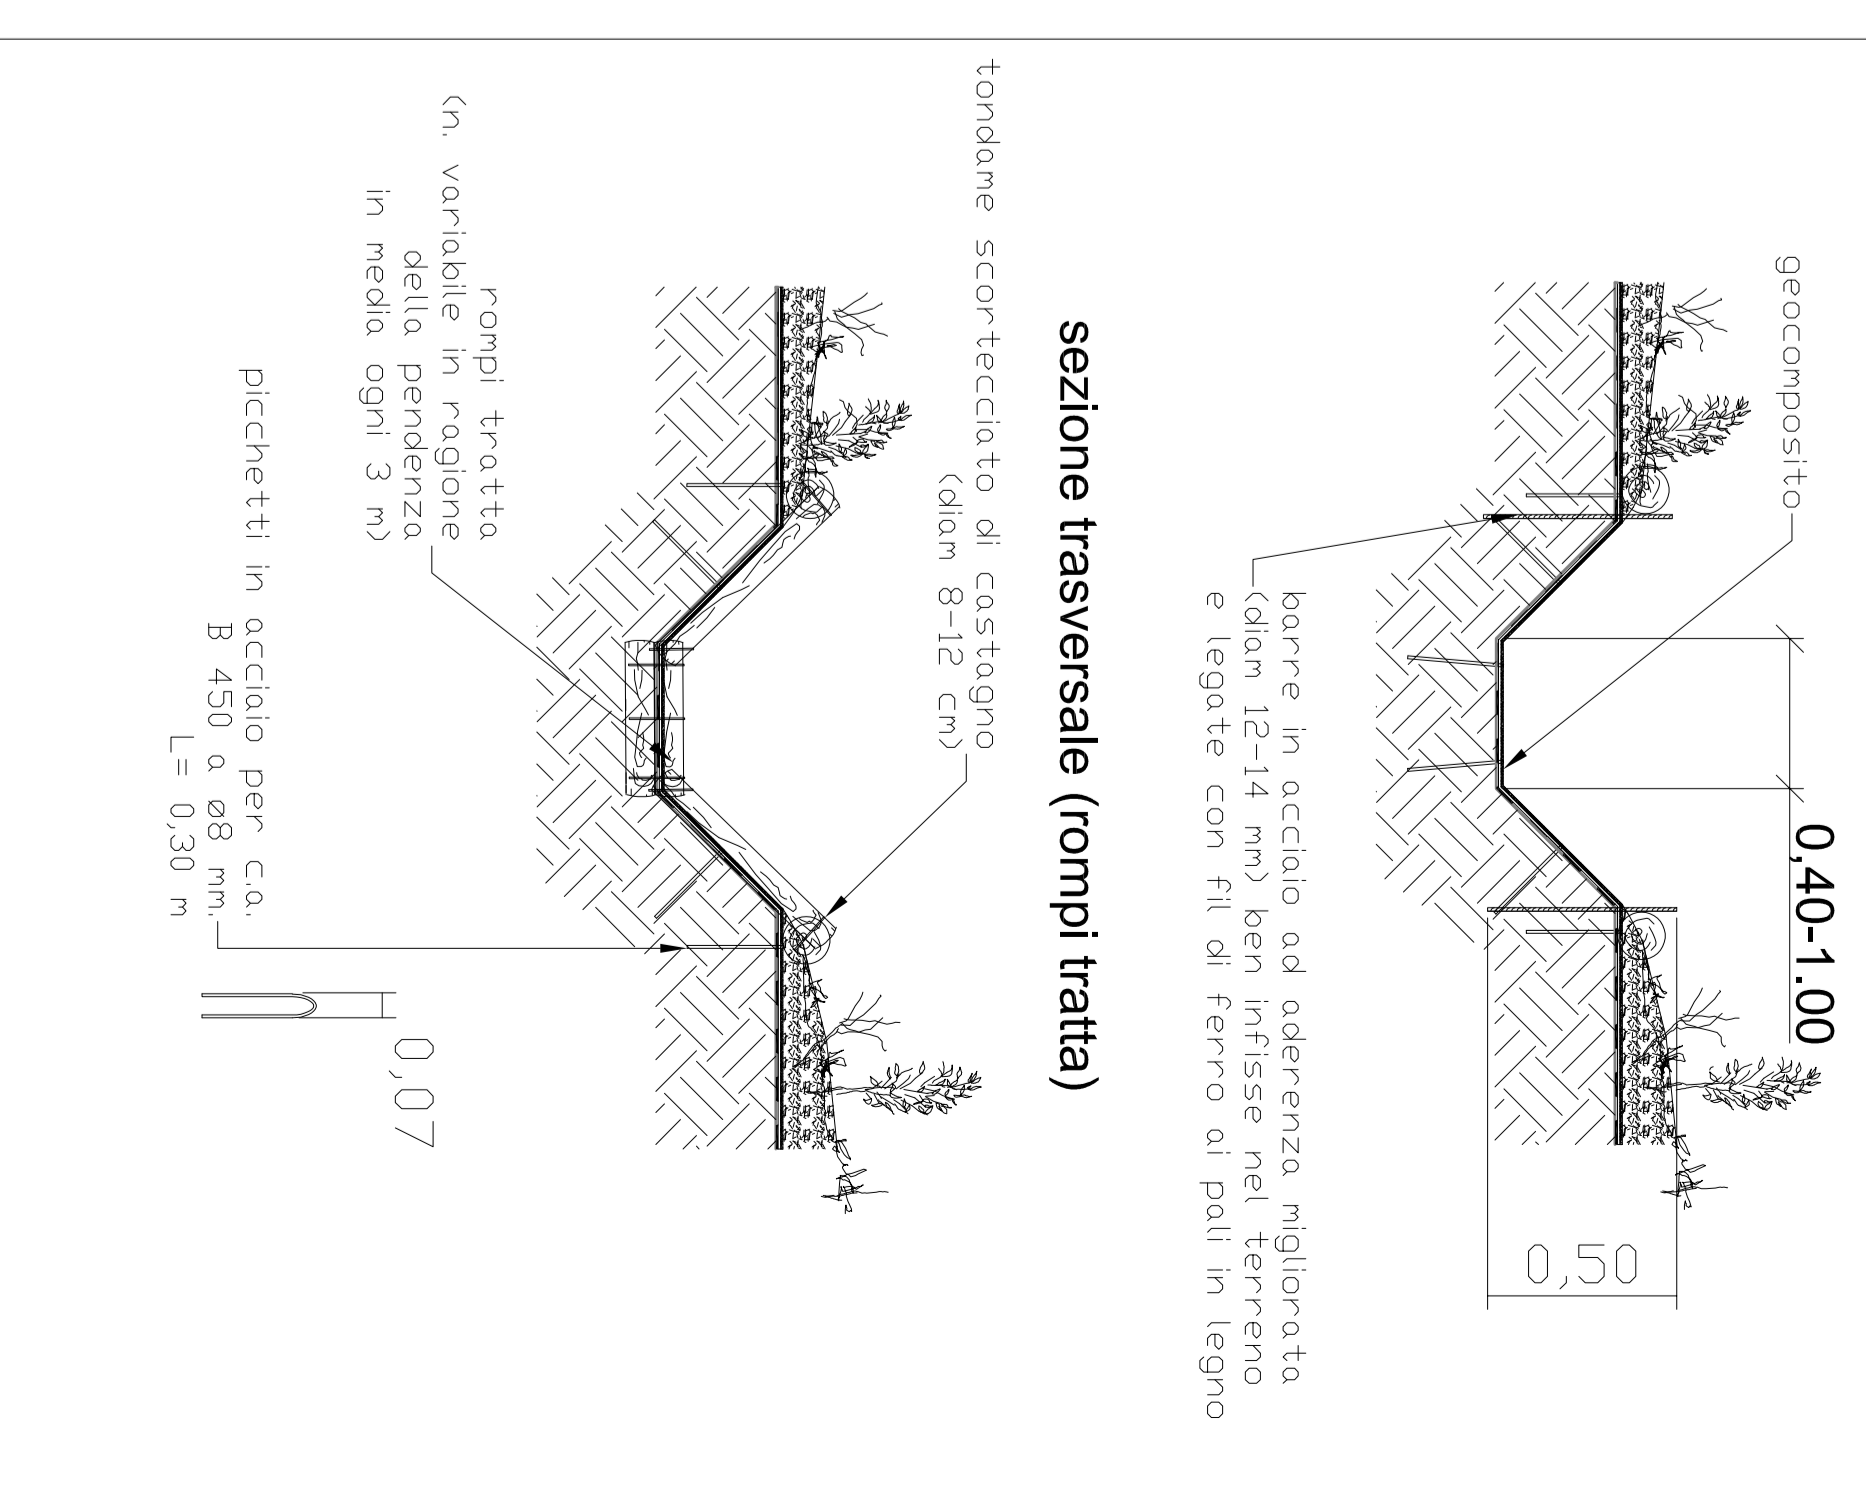 0,40-1.00
geocomposito
0,50
barre in acciaio ad aderenza migliorata
(diam 12-14 mm) ben infisse nel terreno
e legate con fil di ferro ai pali in legno
sezione trasversale (rompi tratta)
tondame scortecciato di castagno
(diam 8-12 cm)
rompi tratta
(n. variabile in ragione
della pendenza
in media ogni 3 m)
0,07
picchetti in acciaio per c.a.
B 450 a ø8 mm.
L= 0,30 m